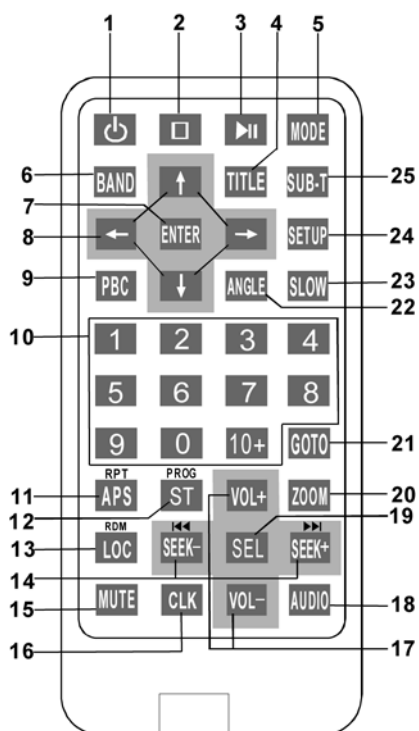 1 2 3 4 5
MODE
6 BAND TITLE SUB-T 25
7 ENTER SETUP 24
8
9 PBC ANGLE SLOW 23
22
10 1 2 3 4
5 6 7 8
9 0 10+ GOTO 21
RPT PROG
11 APS ST VOL+ ZOOM 20
12 19
RDM
13 LOC SEEK- SEL SEEK+
14
15 MUTE CLK VOL- AUDIO 18
16 17